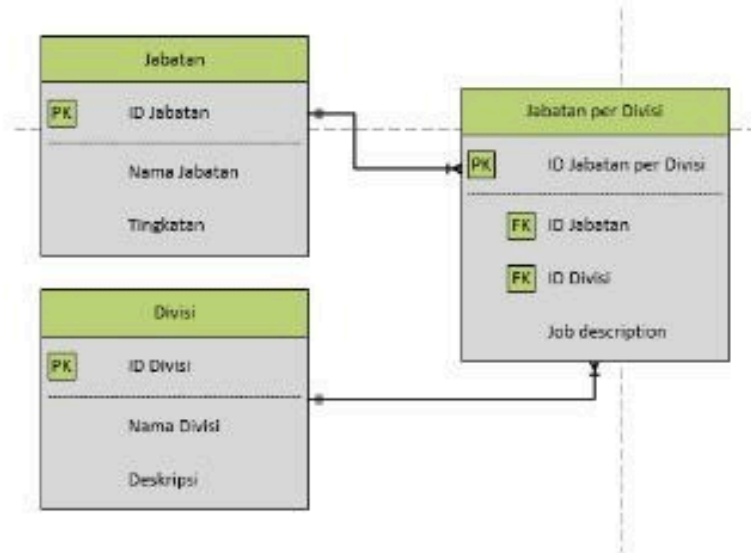 Jabatan
PK ID Jabatan
Nama Jabatan
Tingkatan
Jabatan per Divisi
PK ID Jabatan per Divisi
FK ID Jabatan
FK ID Divisi
Job description
Divisi
PK ID Divisi
Nama Divisi
Deskripsi